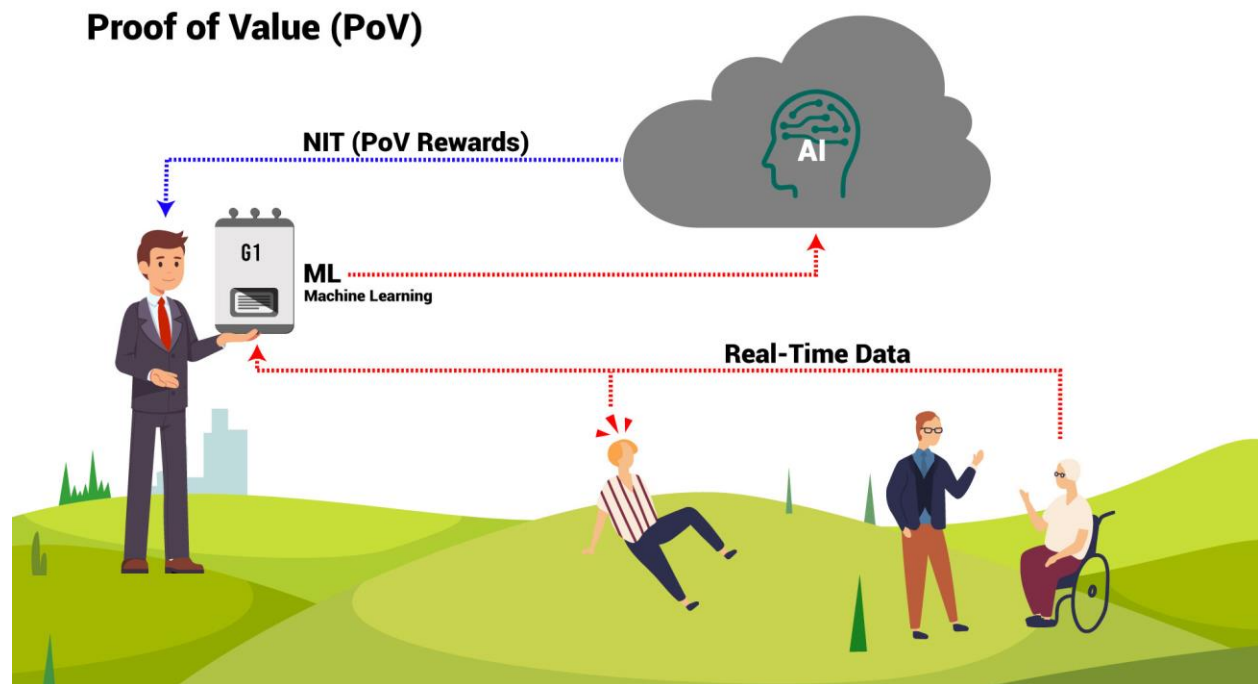 Proof of Value (PoV)
AI
NIT (PoV Rewards)
G1
ML
Machine Learning
Real-Time Data